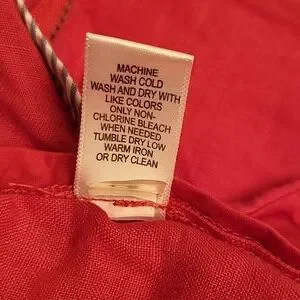 MACHINE
WASH COLD
WASH AND DRY WITH
LIKE COLORS
ONLY NON-
CHLORINE BLEACH
WHEN NEEDED
TUMBLE DRY LOW
WARM IRON
OR DRY CLEAN